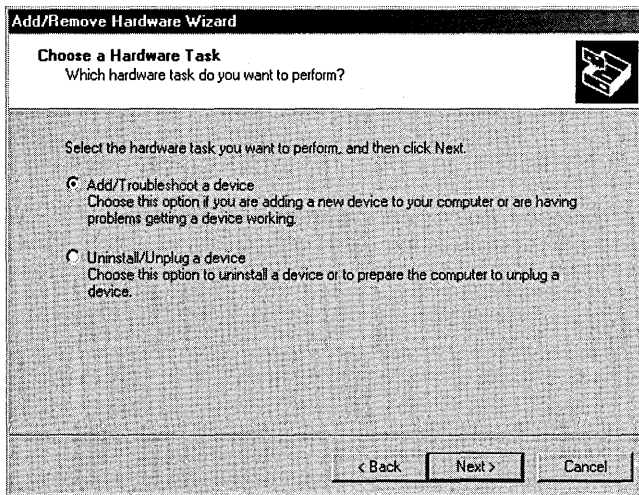 Add/Remove Hardware Wizard
Choose a Hardware Task
Which hardware task do you want to perform?
Select the hardware task you want to perform, and then click Next.
Add/Troubleshoot a device
Choose this option if you are adding a new device to your computer or are having
problems getting a device working.
Uninstall/Unplug a device
Choose this option to uninstall a device or to prepare the computer to unplug a
device.
< Back
Next >
Cancel